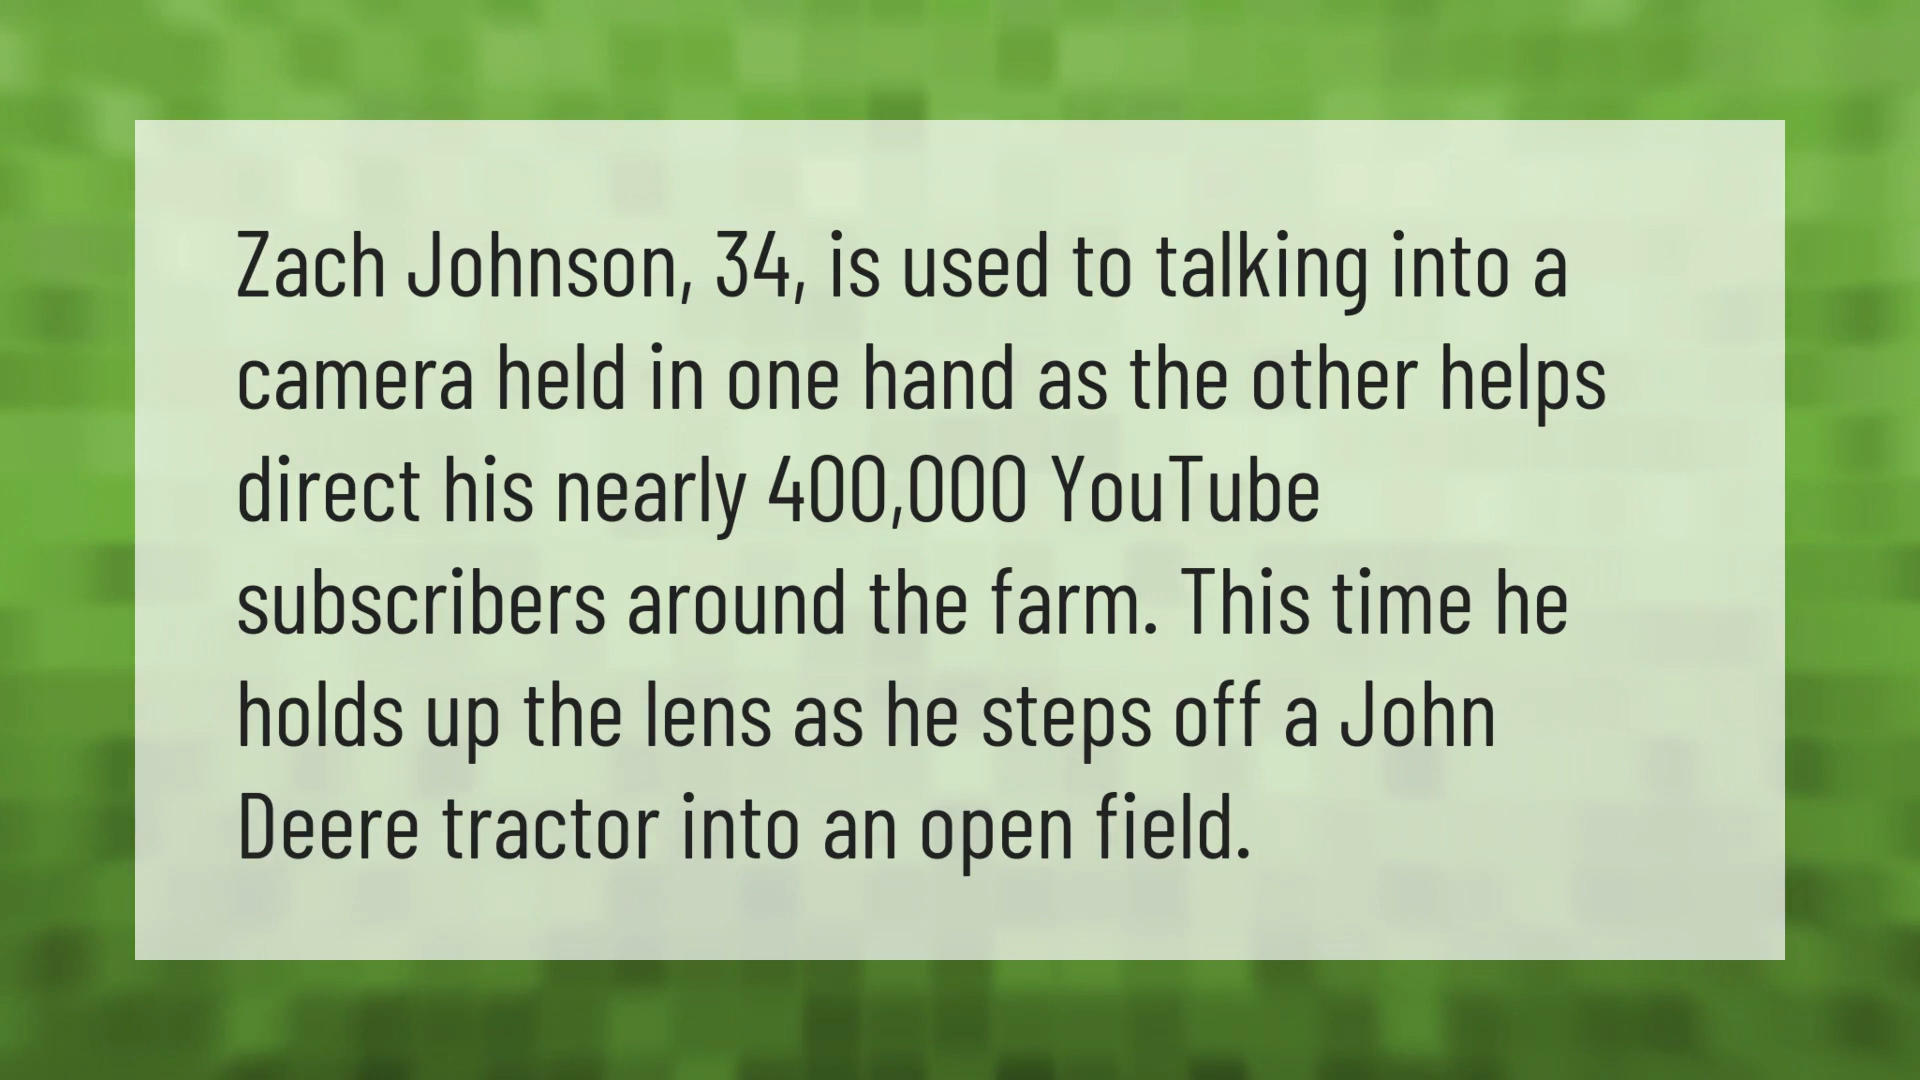 Zach Johnson, 34, is used to talking into a
camera held in one hand as the other helps
direct his nearly 400,000 YouTube
subscribers around the farm. This time he
holds up the lens as he steps off a John
Deere tractor into an open field.